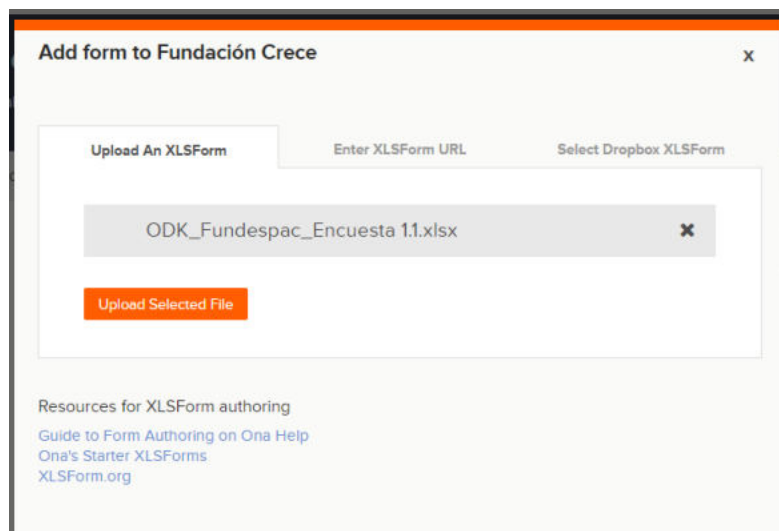 Add form to Fundación Crece
x
Upload An XLSForm
Enter XLSForm URL
Select Dropbox XLSForm
ODK_Fundespac_Encuesta 1.1.xlsx
Upload Selected File
Resources for XLSForm authoring
Guide to Form Authoring on Ona Help
Ona's Starter XLSForms
XLSForm.org